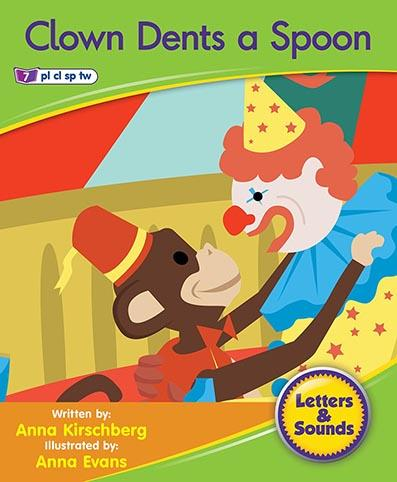 Clown Dents a Spoon
7 pl cl sp tw
Letters
&
Sounds
Written by:
Anna Kirschberg
Illustrated by:
Anna Evans